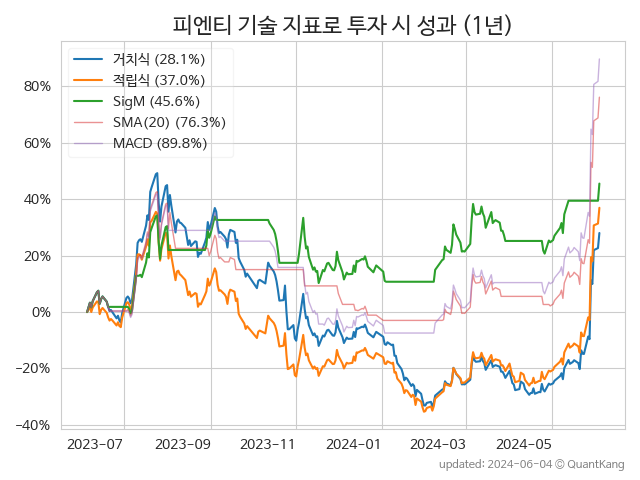 피엔티 기술 지표로 투자 시 성과 (1년)
거치식 (28.1%)
적립식 (37.0%)
SigM (45.6%)
SMA(20) (76.3%)
MACD (89.8%)
80%
60%
40%
20%
0%
−20%
−40%
2023-07 2023-09 2023-11 2024-01 2024-03 2024-05
updated: 2024-06-04 ⓒ QuantKang